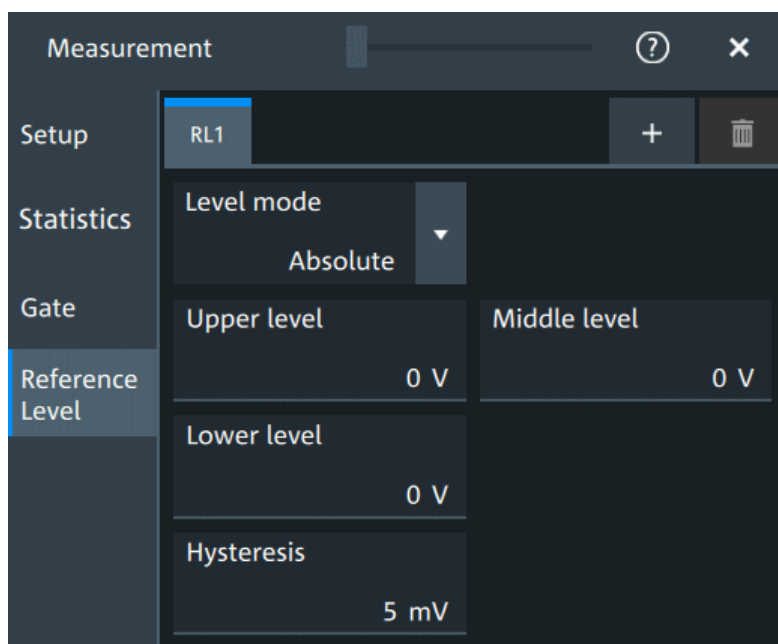 Measurement
?
×
Setup
RL1
+
Statistics
Level mode
Absolute
Gate
Upper level
0 V
Middle level
0 V
Reference
Level
Lower level
0 V
Hysteresis
5 mV